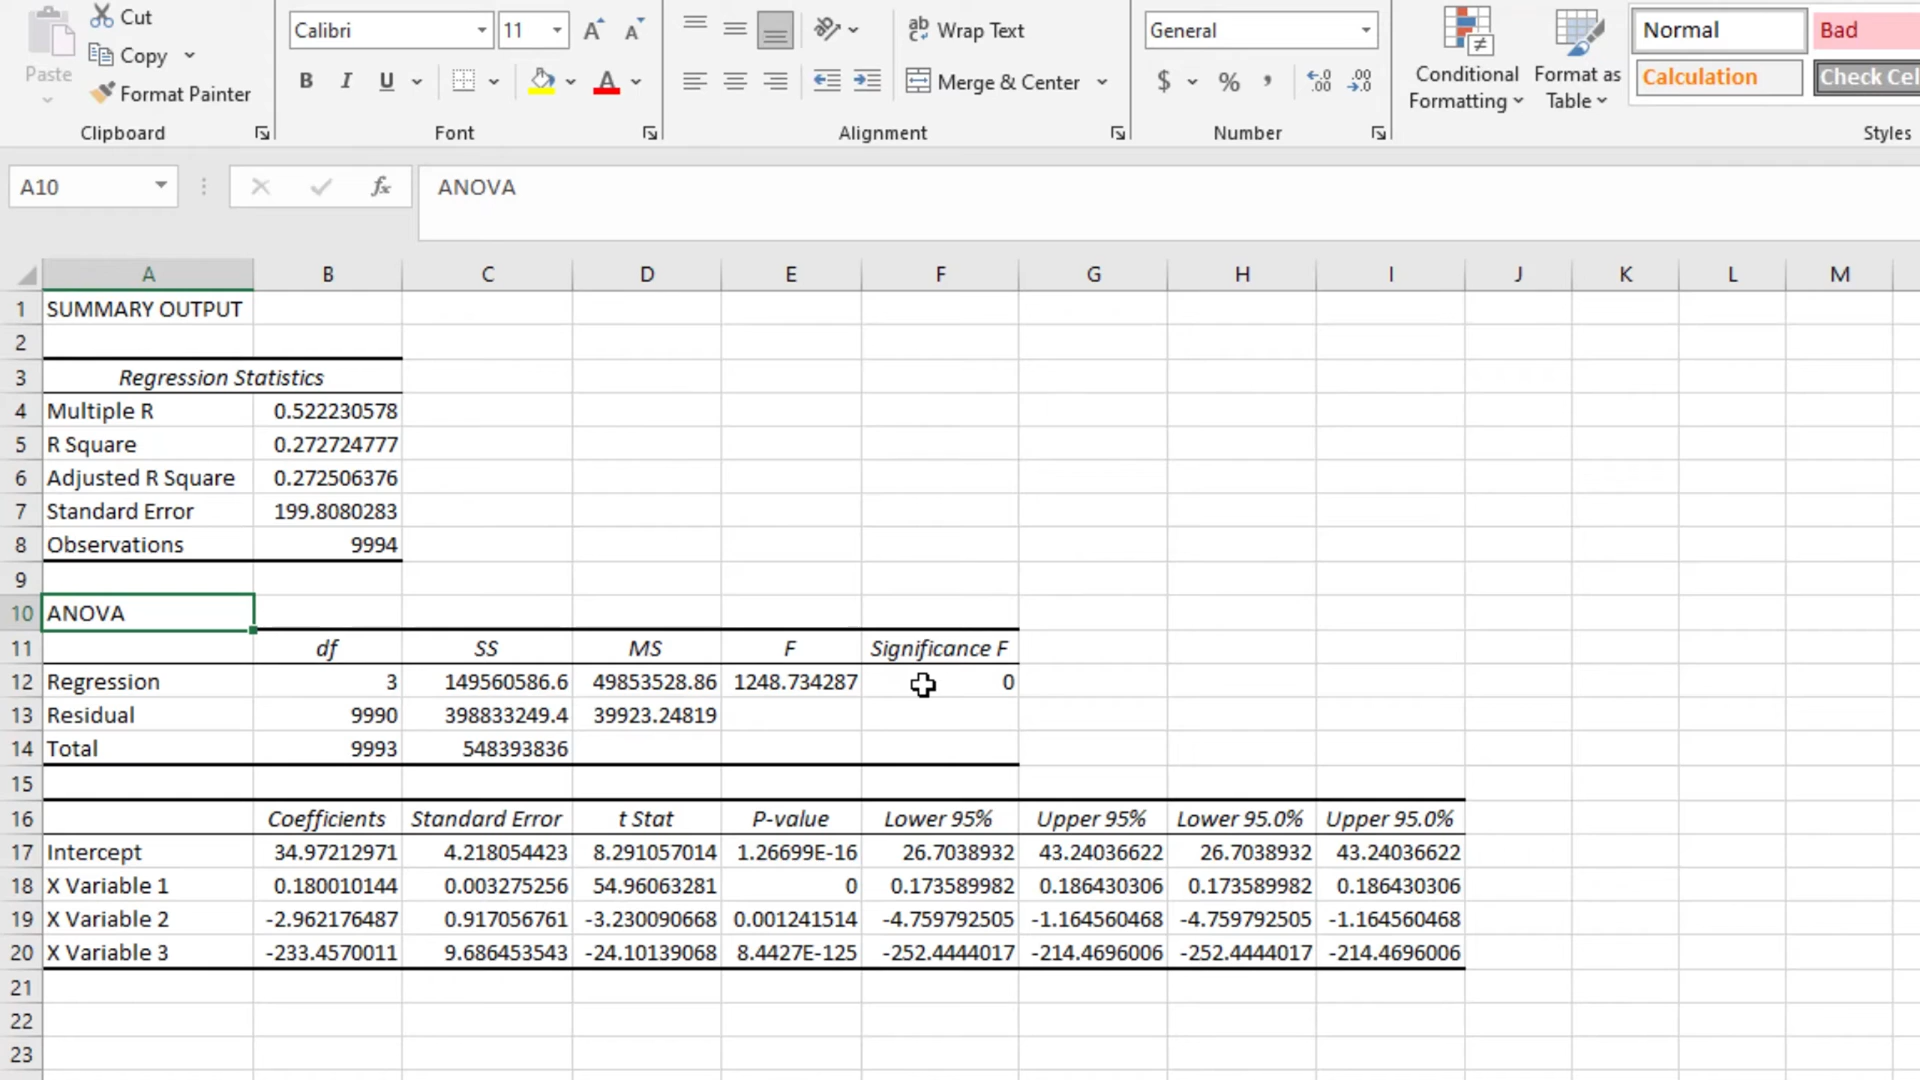 Cut
Calibri 11 A A ab Wrap Text General Normal Bad
Copy
Paste
Conditional Format as Calculation Check Cel
Format Painter B I U A Merge & Center $ % , Formatting Table
Clipboard Font Alignment Number Styles
A10 fx ANOVA
A B C D E F G H I J K L M
1 SUMMARY OUTPUT
2
3 Regression Statistics
4 Multiple R 0.522230578
5 R Square 0.272724777
6 Adjusted R Square 0.272506376
7 Standard Error 199.8080283
8 Observations 9994
9
10 ANOVA
11 df SS MS F Significance F
12 Regression 3 149560586.6 49853528.86 1248.734287 0
13 Residual 9990 398833249.4 39923.24819
14 Total 9993 548393836
15
16 Coefficients Standard Error t Stat P-value Lower 95% Upper 95% Lower 95.0% Upper 95.0%
17 Intercept 34.97212971 4.218054423 8.291057014 1.26699E-16 26.7038932 43.24036622 26.7038932 43.24036622
18 X Variable 1 0.180010144 0.003275256 54.96063281 0 0.173589982 0.186430306 0.173589982 0.186430306
19 X Variable 2 -2.962176487 0.917056761 -3.230090668 0.001241514 -4.759792505 -1.164560468 -4.759792505 -1.164560468
20 X Variable 3 -233.4570011 9.686453543 -24.10139068 8.4427E-125 -252.4444017 -214.4696006 -252.4444017 -214.4696006
21
22
23